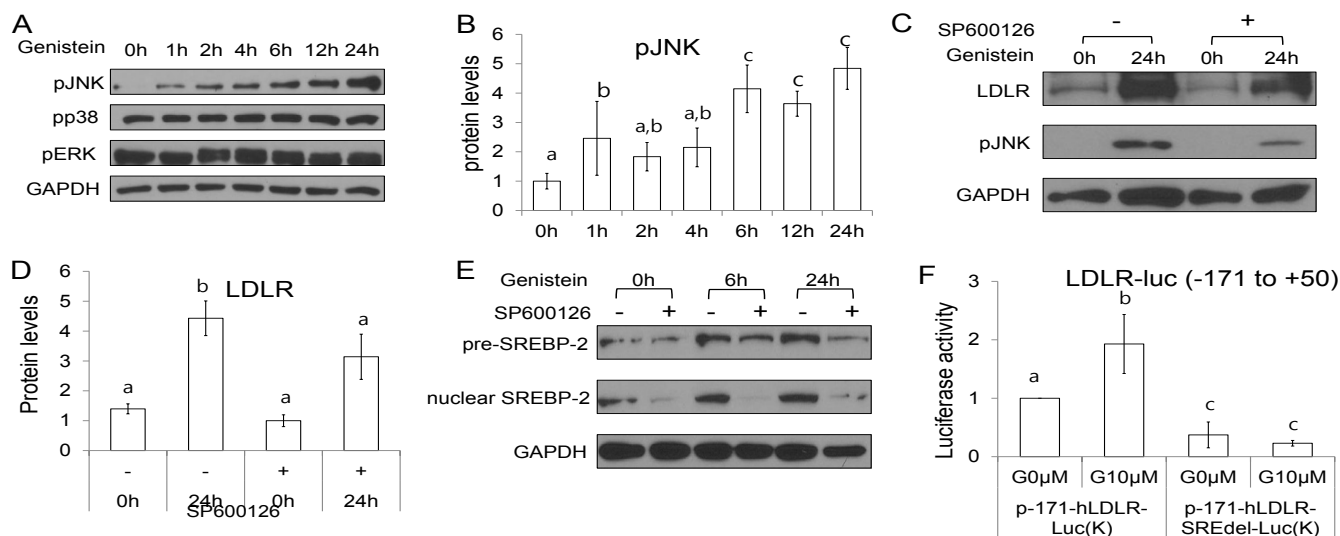 A
Genistein 0h 1h 2h 4h 6h 12h 24h
pJNK
pp38
pERK
GAPDH
B
pJNK
protein levels
6
5
4
3
2
1
0
a
b
a,b
a,b
c
c
c
0h 1h 2h 4h 6h 12h 24h
C
SP600126 - +
Genistein 0h 24h 0h 24h
LDLR
pJNK
GAPDH
D
LDLR
Protein levels
6
5
4
3
2
1
0
a
b
a
a
- - + +
0h 24h 0h 24h
SP600126
E
Genistein 0h 6h 24h
SP600126 - + - + - +
pre-SREBP-2
nuclear SREBP-2
GAPDH
F
LDLR-luc (-171 to +50)
Luciferase activity
3
2
1
0
a
b
c
c
G0µM G10µM G0µM G10µM
p-171-hLDLR-
Luc(K)
p-171-hLDLR-
SREdel-Luc(K)